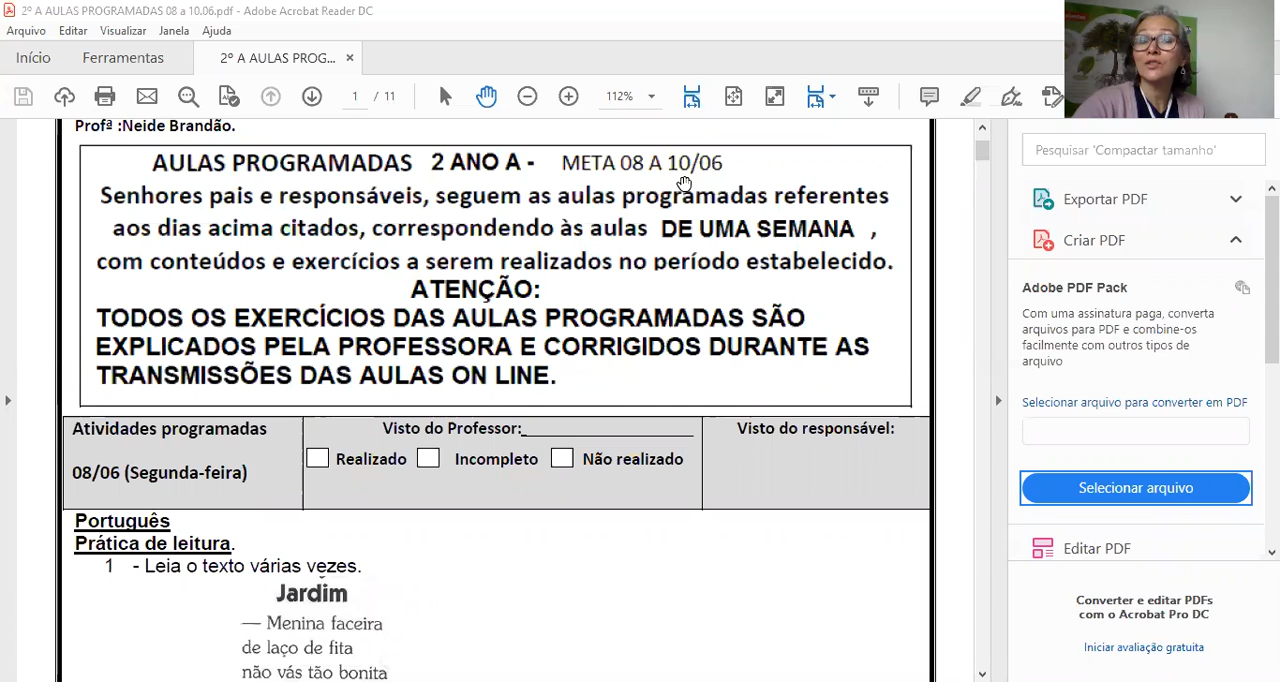 2º A AULAS PROGRAMADAS 08 a 10.06.pdf - Adobe Acrobat Reader DC
Arquivo Editar Visualizar Janela Ajuda
Início Ferramentas 2º A AULAS PROG... ×
1 / 11 112%
Profª :Neide Brandão.
AULAS PROGRAMADAS 2 ANO A - META 08 A 10/06
Senhores pais e responsáveis, seguem as aulas programadas referentes
aos dias acima citados, correspondendo às aulas DE UMA SEMANA ,
com conteúdos e exercícios a serem realizados no período estabelecido.
ATENÇÃO:
TODOS OS EXERCÍCIOS DAS AULAS PROGRAMADAS SÃO
EXPLICADOS PELA PROFESSORA E CORRIGIDOS DURANTE AS
TRANSMISSÕES DAS AULAS ON LINE.
Atividades programadas
08/06 (Segunda-feira)
Visto do Professor:
Realizado Incompleto Não realizado
Visto do responsável:
Português
Prática de leitura.
1 - Leia o texto várias vezes.
Jardim
— Menina faceira
de laço de fita
não vás tão bonita
Pesquisar 'Compactar tamanho'
Exportar PDF
Criar PDF
Adobe PDF Pack
Com uma assinatura paga, converta
arquivos para PDF e combine-os
facilmente com outros tipos de
arquivo
Selecionar arquivo para converter em PDF
Selecionar arquivo
Editar PDF
Converter e editar PDFs
com o Acrobat Pro DC
Iniciar avaliação gratuita